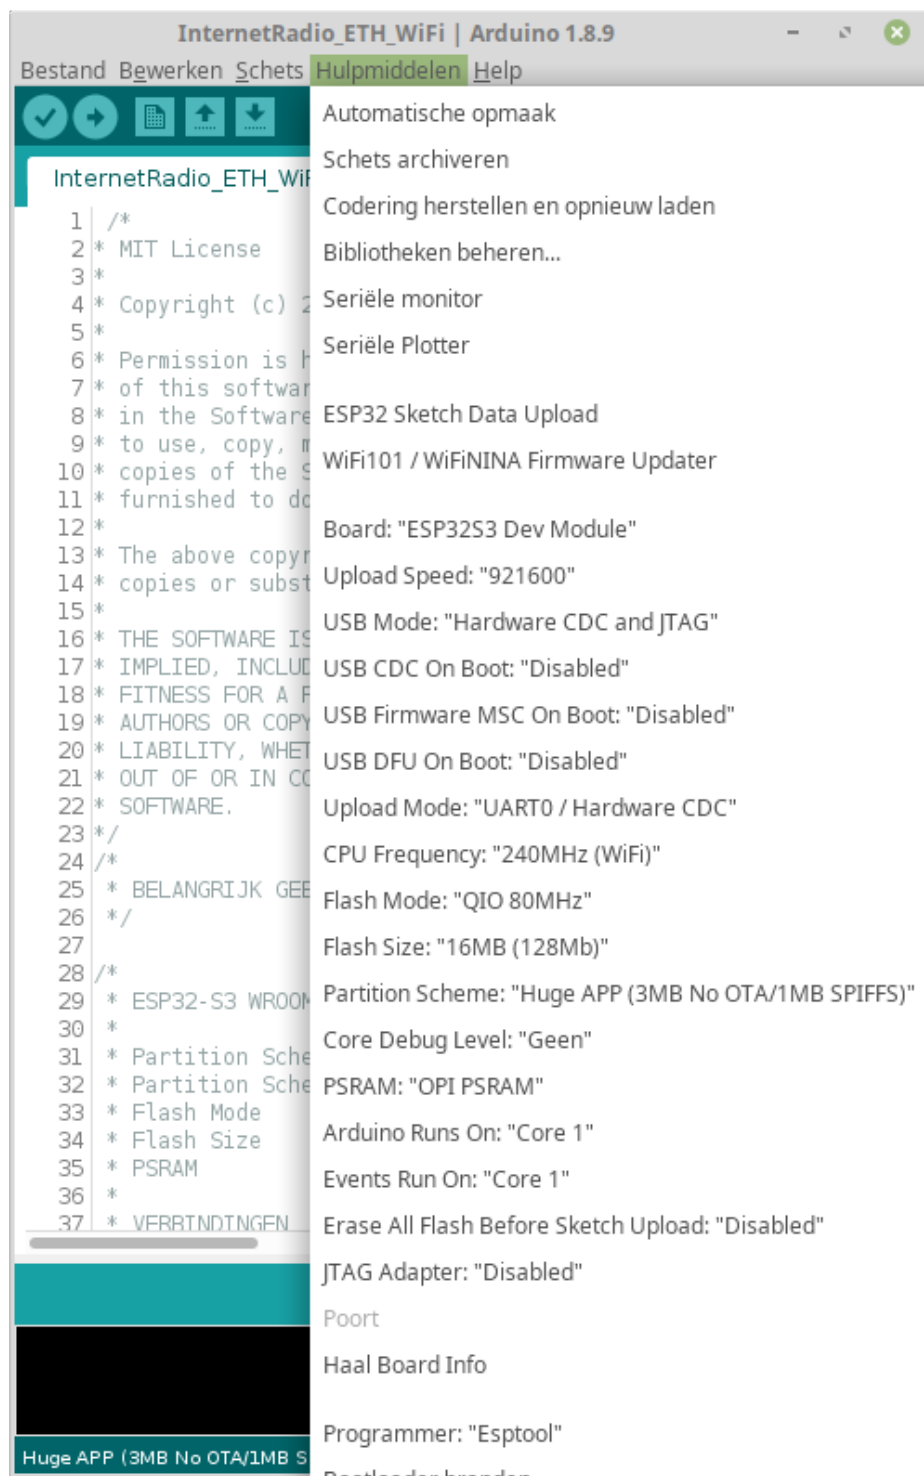 InternetRadio_ETH_WiFi | Arduino 1.8.9
Bestand Bewerken Schets Hulpmiddelen Help
InternetRadio_ETH_WiF
1 /*
2 * MIT License
3 *
4 * Copyright (c) 2
5 *
6 * Permission is h
7 * of this softwar
8 * in the Software
9 * to use, copy, m
10 * copies of the S
11 * furnished to do
12 *
13 * The above copyr
14 * copies or subst
15 *
16 * THE SOFTWARE IS
17 * IMPLIED, INCLUD
18 * FITNESS FOR A P
19 * AUTHORS OR COPY
20 * LIABILITY, WHET
21 * OUT OF OR IN CO
22 * SOFTWARE.
23 */
24 /*
25 * BELANGRIJK GEE
26 */
27
28 /*
29 * ESP32-S3 WROOM
30 *
31 * Partition Sche
32 * Partition Sche
33 * Flash Mode
34 * Flash Size
35 * PSRAM
36 *
37 * VERBINDINGEN
Automatische opmaak
Schets archiveren
Codering herstellen en opnieuw laden
Bibliotheken beheren...
Seriële monitor
Seriële Plotter
ESP32 Sketch Data Upload
WiFi101 / WiFiNINA Firmware Updater
Board: "ESP32S3 Dev Module"
Upload Speed: "921600"
USB Mode: "Hardware CDC and JTAG"
USB CDC On Boot: "Disabled"
USB Firmware MSC On Boot: "Disabled"
USB DFU On Boot: "Disabled"
Upload Mode: "UART0 / Hardware CDC"
CPU Frequency: "240MHz (WiFi)"
Flash Mode: "QIO 80MHz"
Flash Size: "16MB (128Mb)"
Partition Scheme: "Huge APP (3MB No OTA/1MB SPIFFS)"
Core Debug Level: "Geen"
PSRAM: "OPI PSRAM"
Arduino Runs On: "Core 1"
Events Run On: "Core 1"
Erase All Flash Before Sketch Upload: "Disabled"
JTAG Adapter: "Disabled"
Poort
Haal Board Info
Programmer: "Esptool"
Bootloader branden
Huge APP (3MB No OTA/1MB S